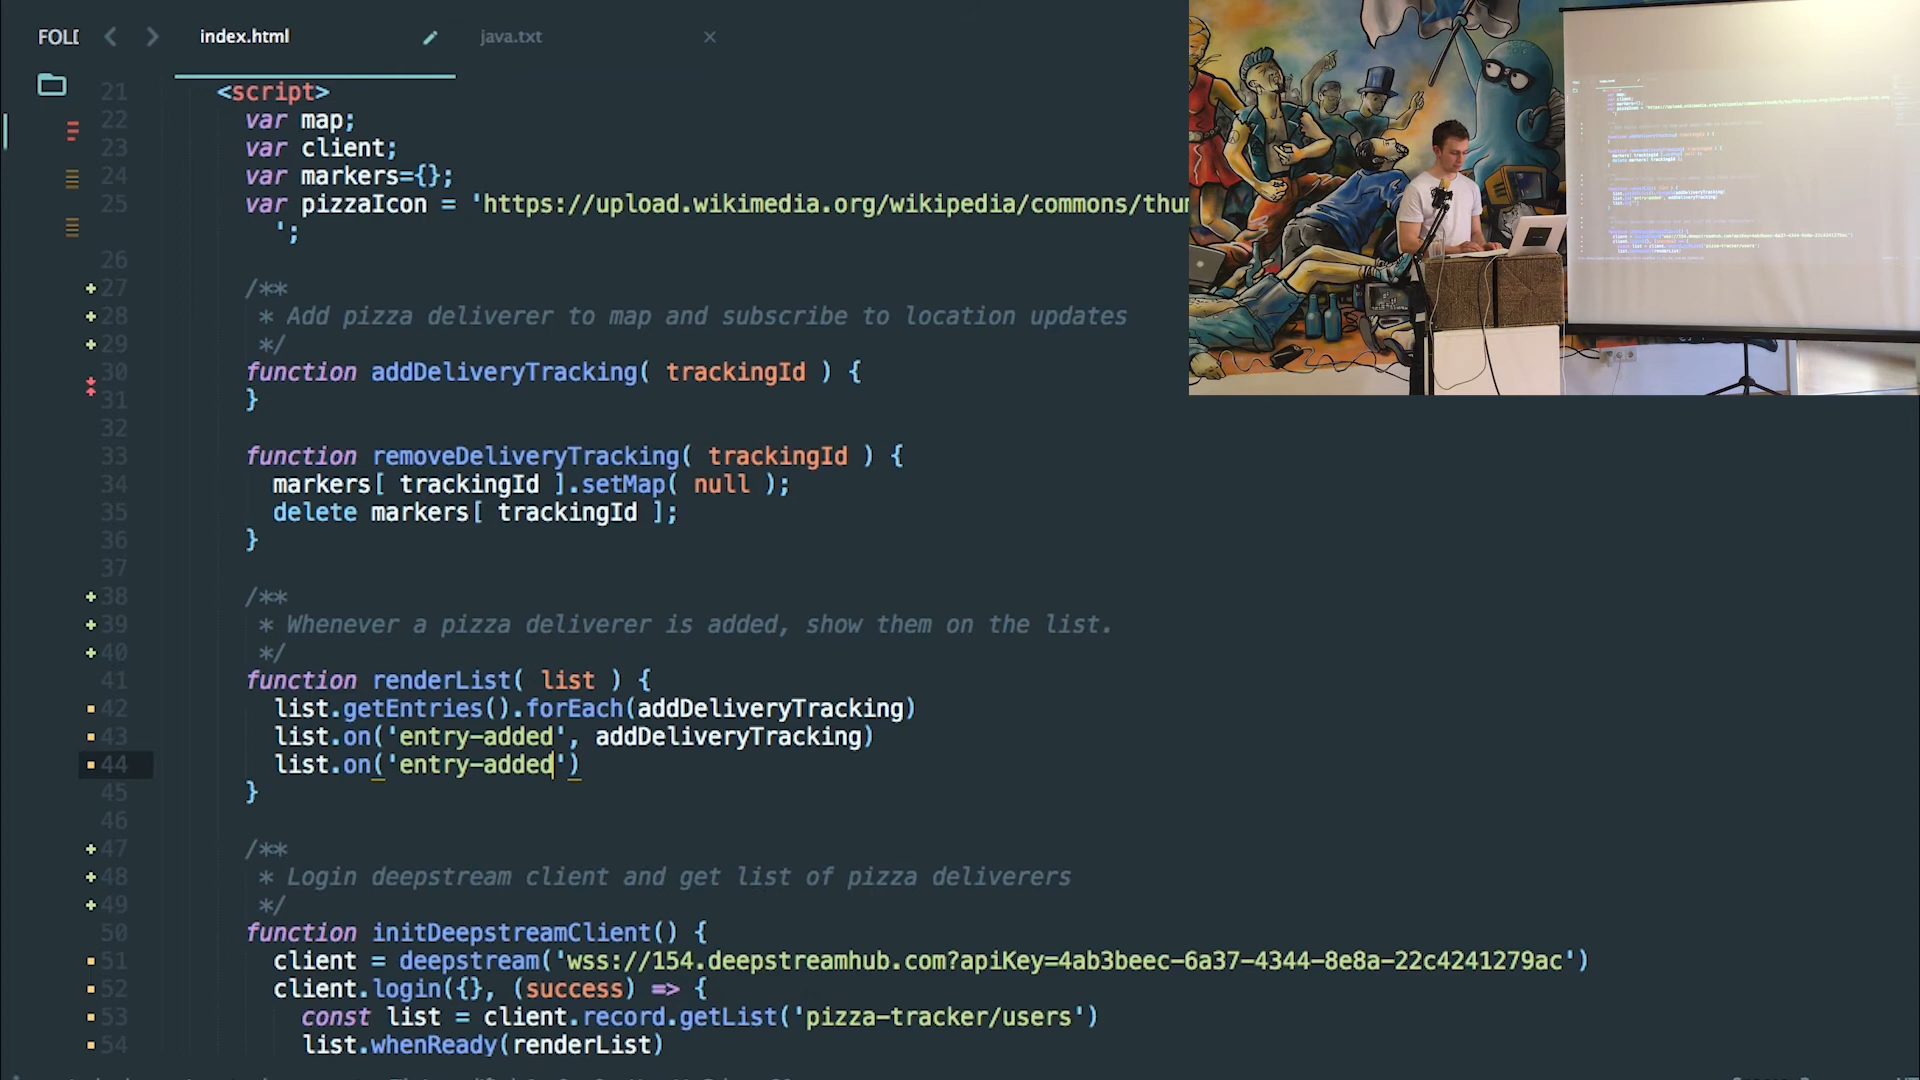 FOLD
index.html
java.txt
21 <script>
22 var map;
23 var client;
24 var markers={};
25 var pizzaIcon = 'https://upload.wikimedia.org/wikipedia/commons/thu
';
26
27 /**
28 * Add pizza deliverer to map and subscribe to location updates
29 */
30 function addDeliveryTracking( trackingId ) {
31 }
32
33 function removeDeliveryTracking( trackingId ) {
34 markers[ trackingId ].setMap( null );
35 delete markers[ trackingId ];
36 }
37
38 /**
39 * Whenever a pizza deliverer is added, show them on the list.
40 */
41 function renderList( list ) {
42 list.getEntries().forEach(addDeliveryTracking)
43 list.on('entry-added', addDeliveryTracking)
44 list.on('entry-added')
45 }
46
47 /**
48 * Login deepstream client and get list of pizza deliverers
49 */
50 function initDeepstreamClient() {
51 client = deepstream('wss://154.deepstreamhub.com?apiKey=4ab3beec-6a37-4344-8e8a-22c4241279ac')
52 client.login({}, (success) => {
53 const list = client.record.getList('pizza-tracker/users')
54 list.whenReady(renderList)